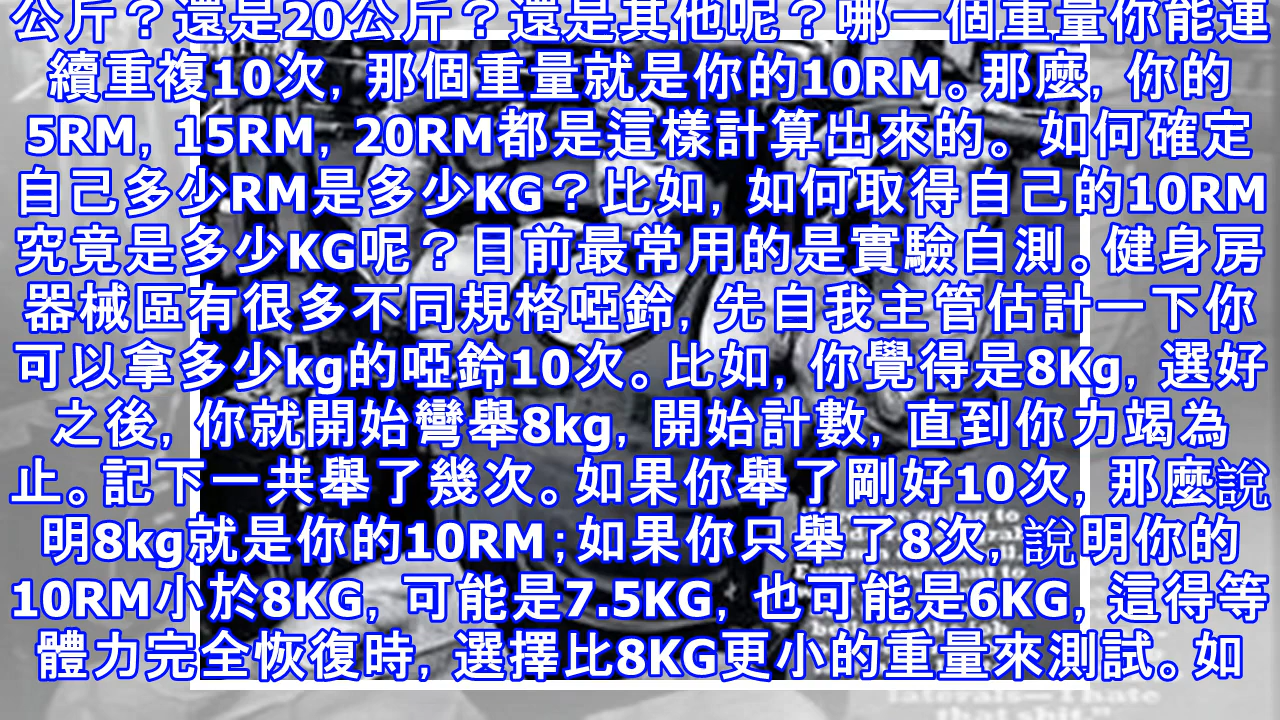 公斤？還是20公斤？還是其他呢？哪一個重量你能連
續重複10次, 那個重量就是你的10RM。那麼, 你的
5RM, 15RM, 20RM都是這樣計算出來的。如何確定
自己多少RM是多少KG？比如, 如何取得自己的10RM
究竟是多少KG呢？目前最常用的是實驗自測。健身房
器械區有很多不同規格啞鈴, 先自我主管估計一下你
可以拿多少kg的啞鈴10次。比如, 你覺得是8Kg, 選好
之後, 你就開始彎舉8kg, 開始計數, 直到你力竭為
止。記下一共舉了幾次。如果你舉了剛好10次, 那麼說
明8kg就是你的10RM；如果你只舉了8次, 說明你的
10RM小於8KG, 可能是7.5KG, 也可能是6KG, 這得等
體力完全恢復時, 選擇比8KG更小的重量來測試。如
going to
laterals—I hate
that shit."